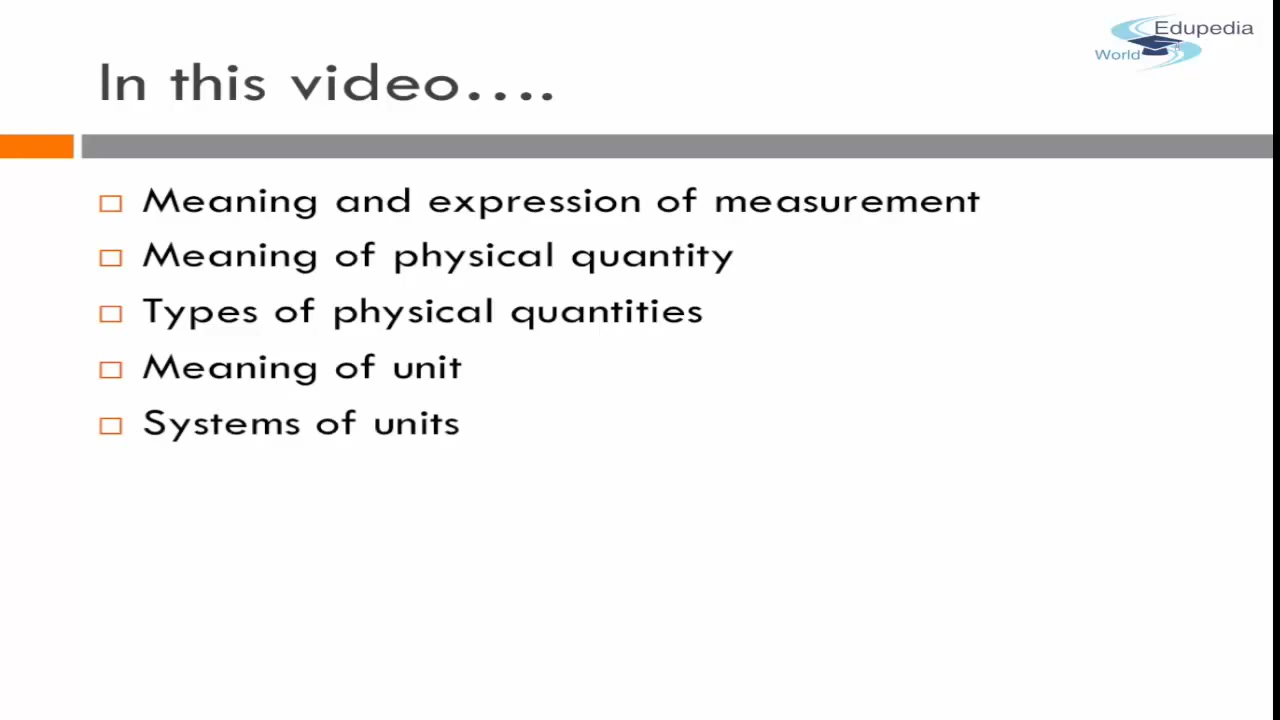 Edupedia
World
In this video....
Meaning and expression of measurement
Meaning of physical quantity
Types of physical quantities
Meaning of unit
Systems of units